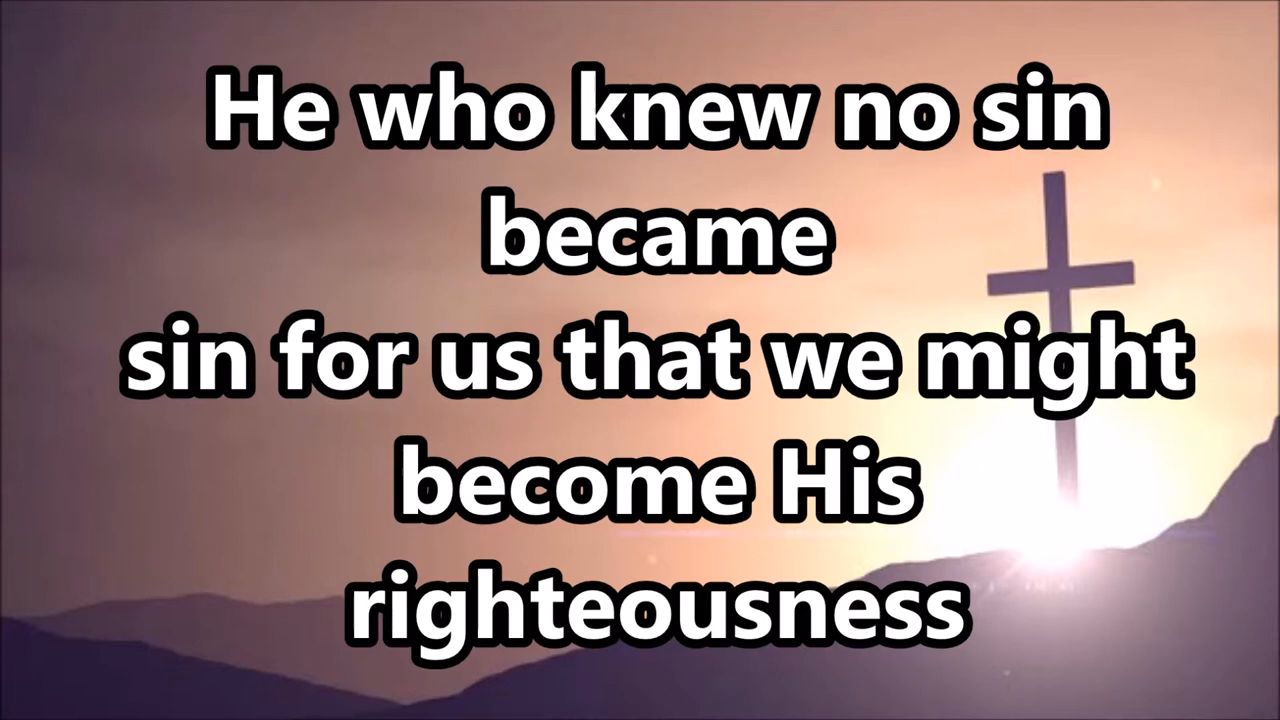 He who knew no sin
became
sin for us that we might
become His
righteousness